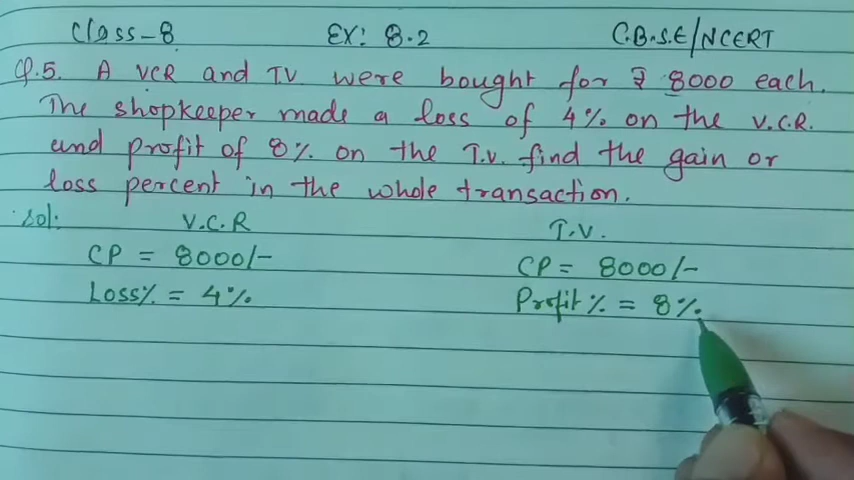 Class-8 EX: 8.2 C.B.S.E/NCERT
Q.5. A VCR and TV were bought for ₹ 8000 each.
The shopkeeper made a loss of 4% on the V.C.R.
and profit of 8% on the T.V. find the gain or
loss percent in the whole transaction.
Sol: V.C.R T.V.
CP = 8000/- CP = 8000/-
Loss% = 4% Profit% = 8%